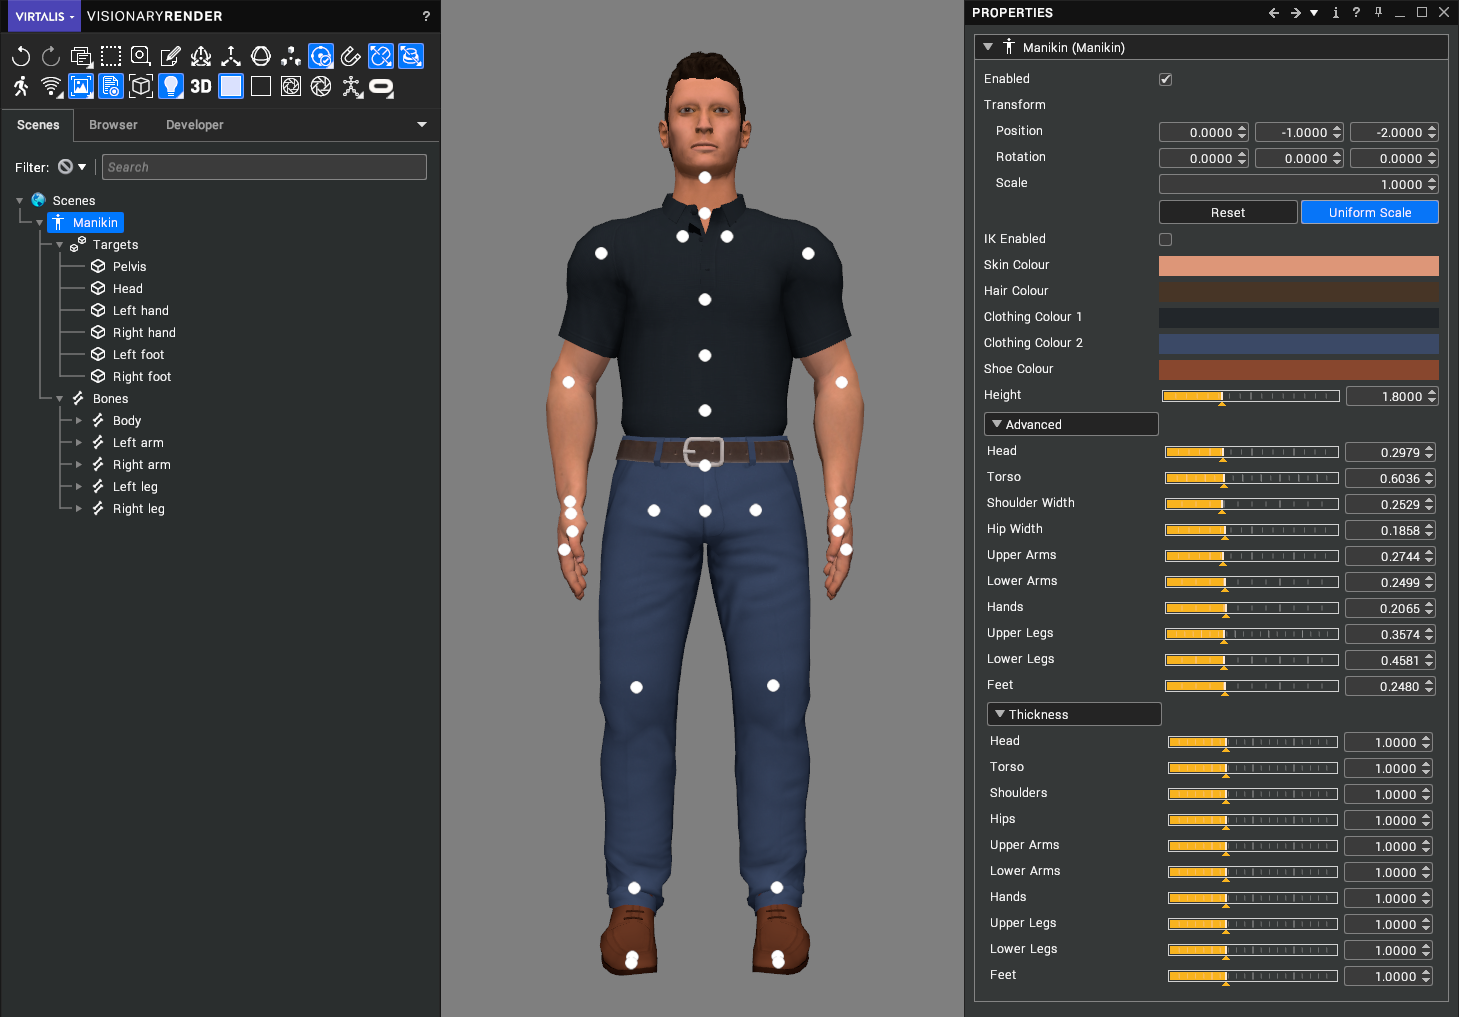 VIRTALIS VISIONARYRENDER ?
3D
Scenes Browser Developer
Filter: Search
Scenes
Manikin
Targets
Pelvis
Head
Left hand
Right hand
Left foot
Right foot
Bones
Body
Left arm
Right arm
Left leg
Right leg
PROPERTIES
Manikin (Manikin)
Enabled
Transform
Position 0.0000 -1.0000 -2.0000
Rotation 0.0000 0.0000 0.0000
Scale 1.0000
Reset Uniform Scale
IK Enabled
Skin Colour
Hair Colour
Clothing Colour 1
Clothing Colour 2
Shoe Colour
Height 1.8000
Advanced
Head 0.2979
Torso 0.6036
Shoulder Width 0.2529
Hip Width 0.1858
Upper Arms 0.2744
Lower Arms 0.2499
Hands 0.2065
Upper Legs 0.3574
Lower Legs 0.4581
Feet 0.2480
Thickness
Head 1.0000
Torso 1.0000
Shoulders 1.0000
Hips 1.0000
Upper Arms 1.0000
Lower Arms 1.0000
Hands 1.0000
Upper Legs 1.0000
Lower Legs 1.0000
Feet 1.0000